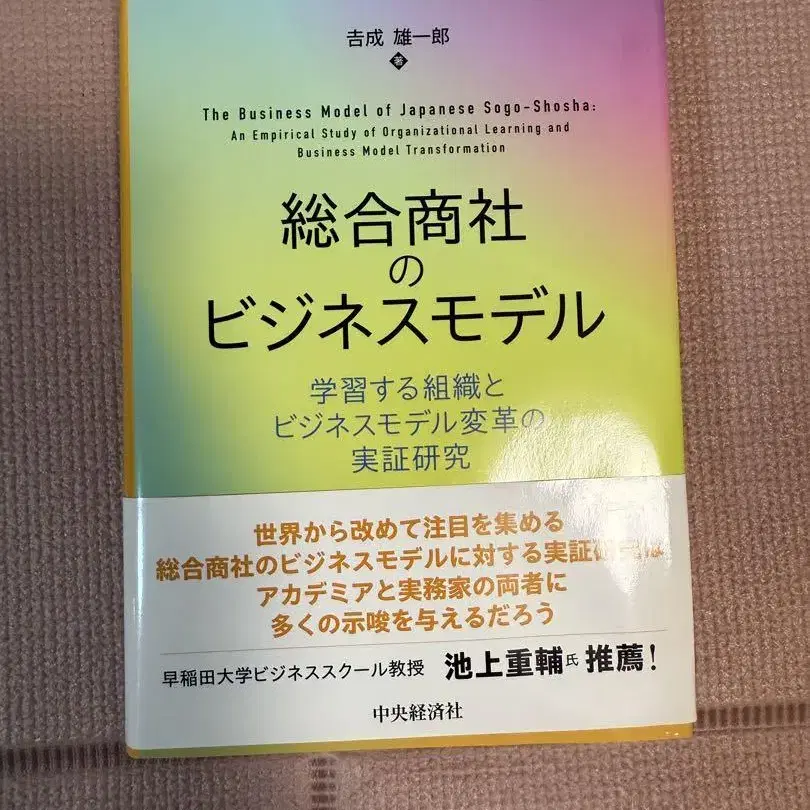 吉成 雄一郎
著
The Business Model of Japanese Sogo-Shosha:
An Empirical Study of Organizational Learning and
Business Model Transformation
総合商社
の
ビジネスモデル
学習する組織と
ビジネスモデル変革の
実証研究
世界から改めて注目を集める
総合商社のビジネスモデルに対する実証研究は
アカデミアと実務家の両者に
多くの示唆を与えるだろう
早稲田大学ビジネススクール教授 池上重輔氏 推薦!
中央経済社